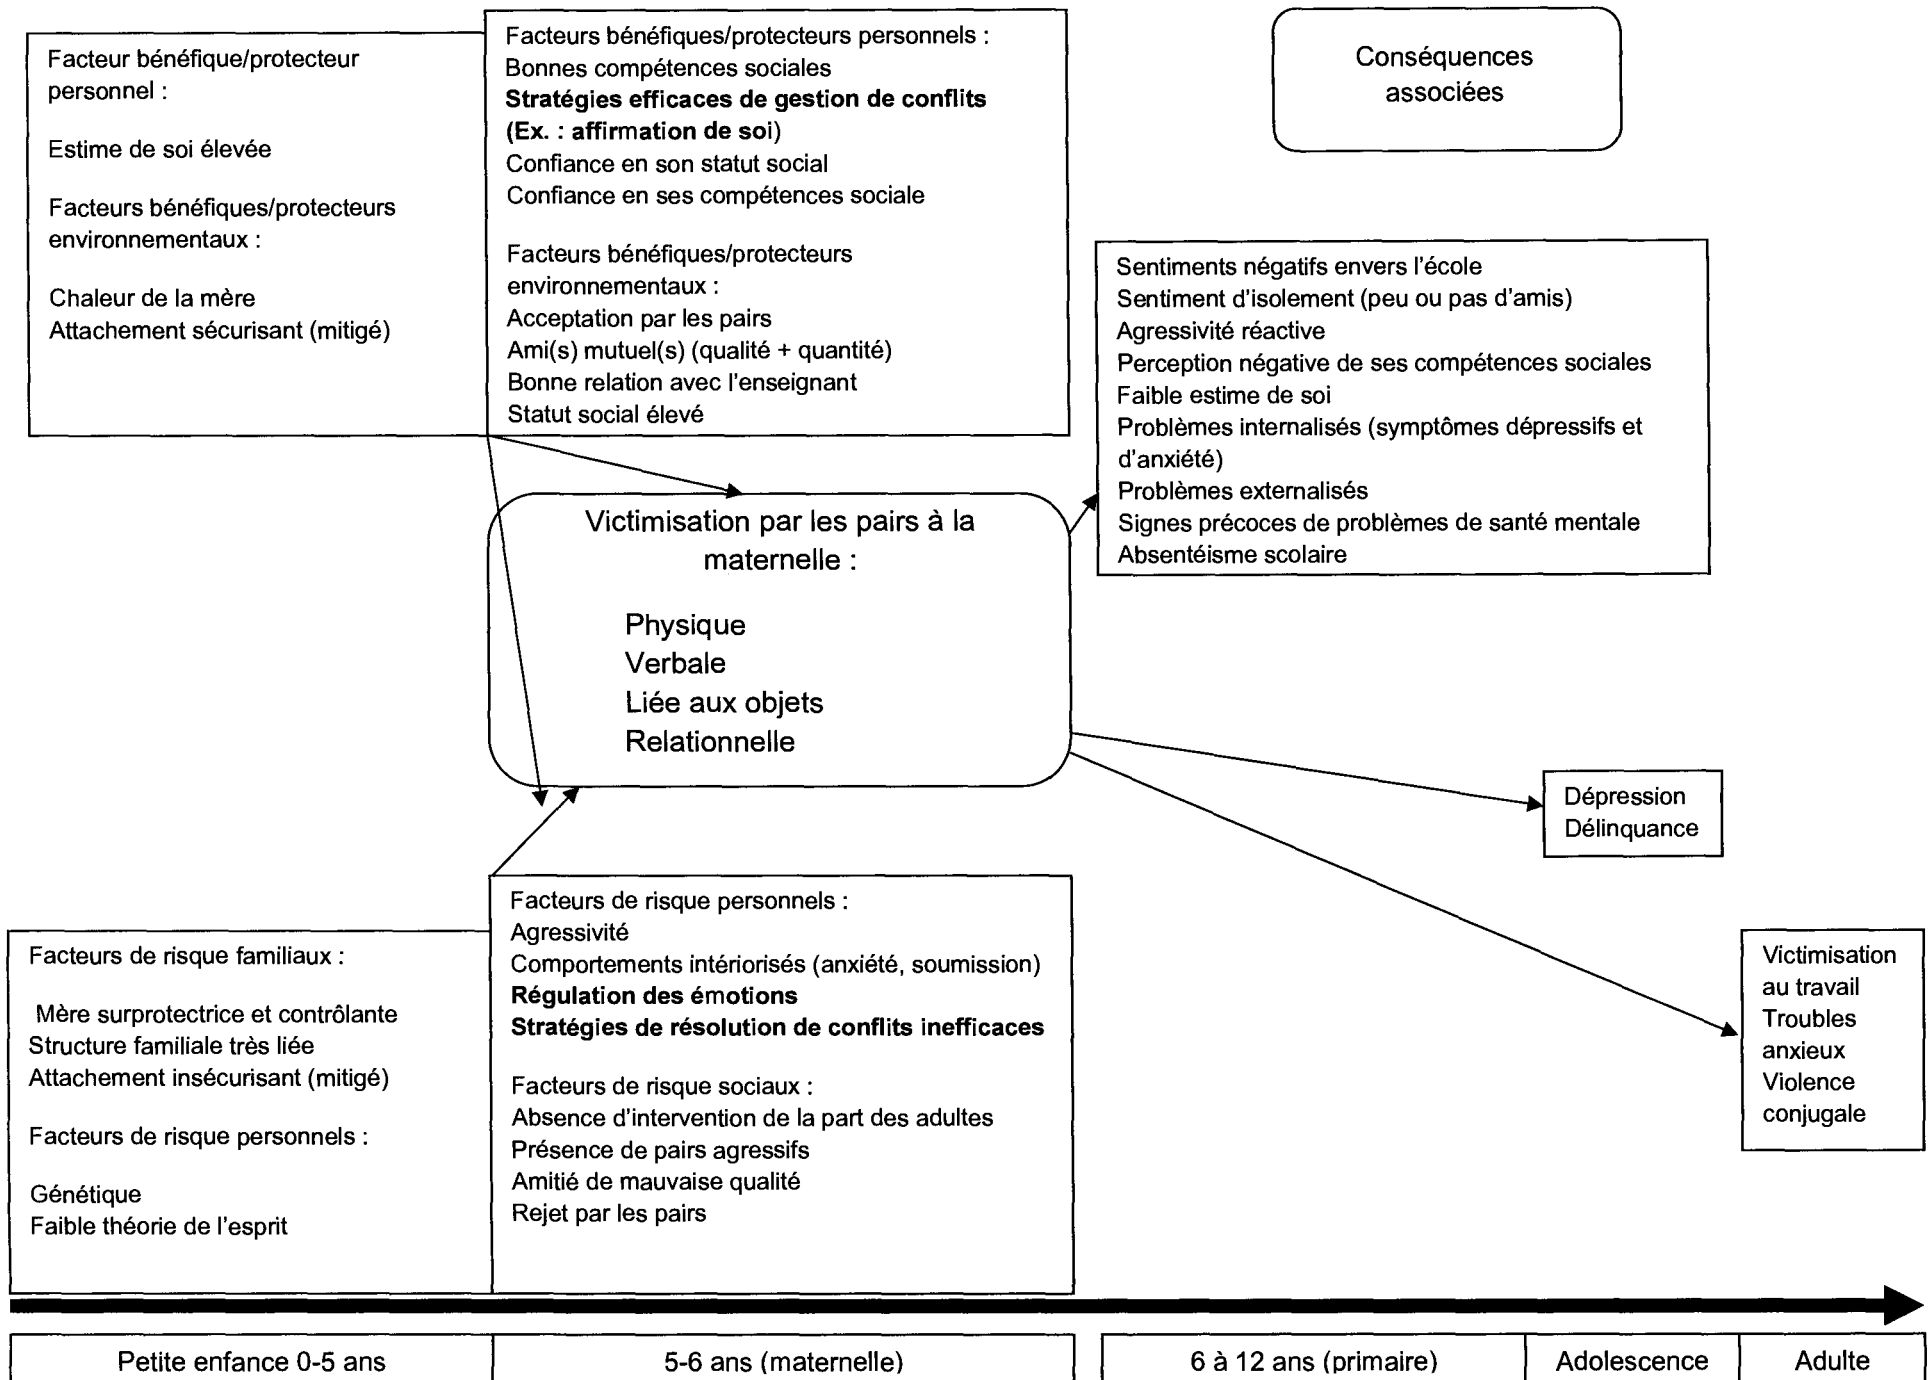 Facteur bénéfique/protecteur
personnel :
Estime de soi élevée
Facteurs bénéfiques/protecteurs
environnementaux :
Chaleur de la mère
Attachement sécurisant (mitigé)
Facteurs bénéfiques/protecteurs personnels :
Bonnes compétences sociales
Stratégies efficaces de gestion de conflits
(Ex. : affirmation de soi)
Confiance en son statut social
Confiance en ses compétences sociale
Facteurs bénéfiques/protecteurs
environnementaux :
Acceptation par les pairs
Ami(s) mutuel(s) (qualité + quantité)
Bonne relation avec l'enseignant
Statut social élevé
Conséquences
associées
Sentiments négatifs envers l'école
Sentiment d'isolement (peu ou pas d'amis)
Agressivité réactive
Perception négative de ses compétences sociales
Faible estime de soi
Problèmes internalisés (symptômes dépressifs et
d'anxiété)
Problèmes externalisés
Signes précoces de problèmes de santé mentale
Absentéisme scolaire
Victimisation par les pairs à la
maternelle :
Physique
Verbale
Liée aux objets
Relationnelle
Dépression
Délinquance
Victimisation
au travail
Troubles
anxieux
Violence
conjugale
Facteurs de risque familiaux :
Mère surprotectrice et contrôlante
Structure familiale très liée
Attachement insécurisant (mitigé)
Facteurs de risque personnels :
Génétique
Faible théorie de l'esprit
Facteurs de risque personnels :
Agressivité
Comportements intériorisés (anxiété, soumission)
Régulation des émotions
Stratégies de résolution de conflits inefficaces
Facteurs de risque sociaux :
Absence d'intervention de la part des adultes
Présence de pairs agressifs
Amitié de mauvaise qualité
Rejet par les pairs
Petite enfance 0-5 ans
5-6 ans (maternelle)
6 à 12 ans (primaire)
Adolescence
Adulte